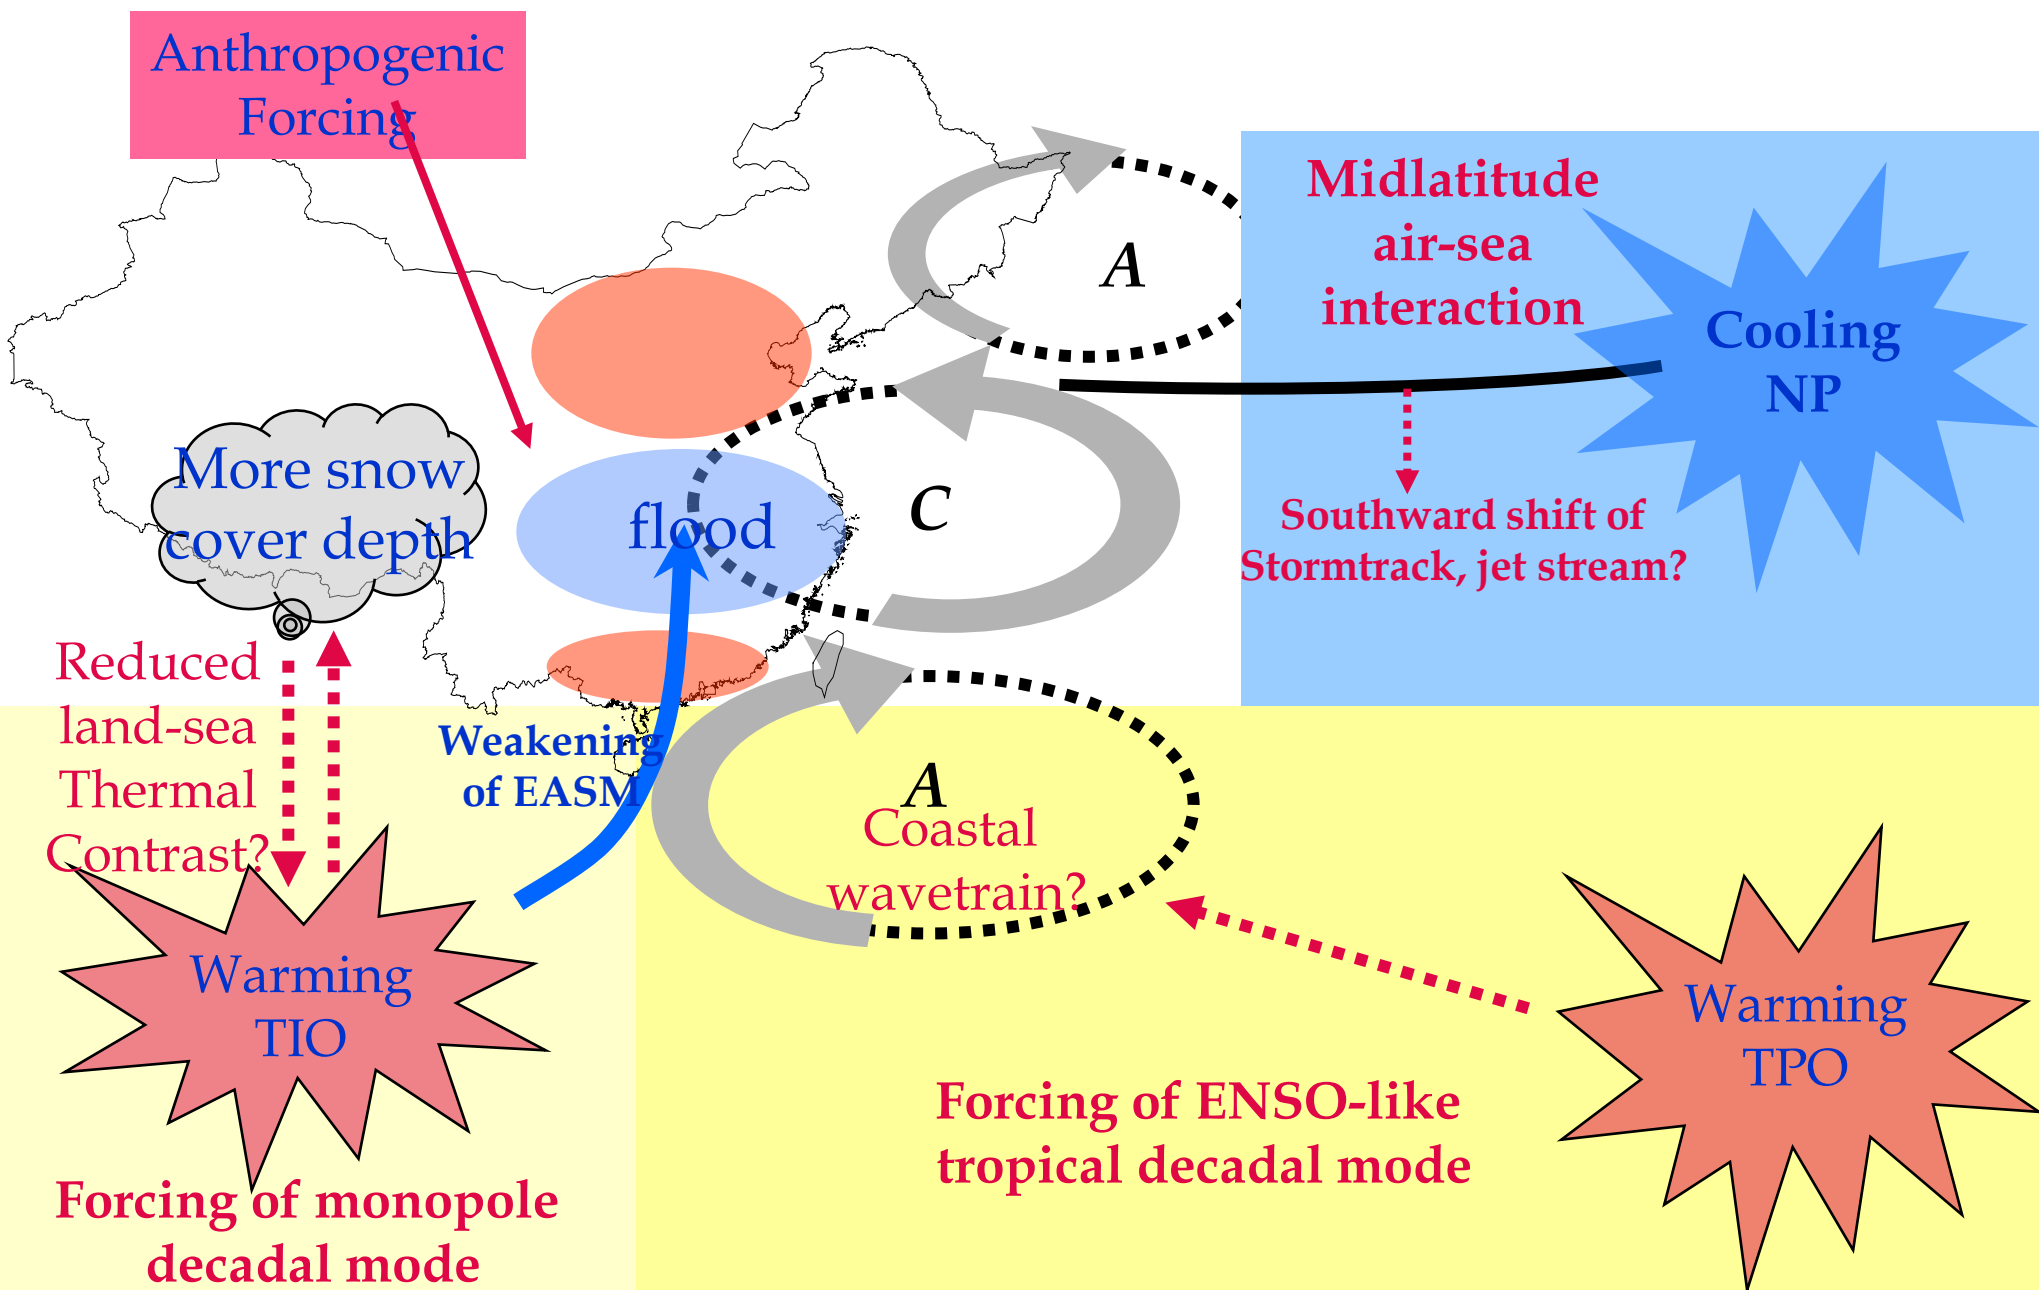 Anthropogenic
Forcing
Midlatitude
air-sea
interaction
A
Cooling
NP
More snow
cover depth
flood
C
Southward shift of
Stormtrack, jet stream?
Reduced
land-sea
Thermal
Contrast?
Weakening
of EASM
A
Coastal
wavetrain?
Warming
TIO
Warming
TPO
Forcing of ENSO-like
tropical decadal mode
Forcing of monopole
decadal mode